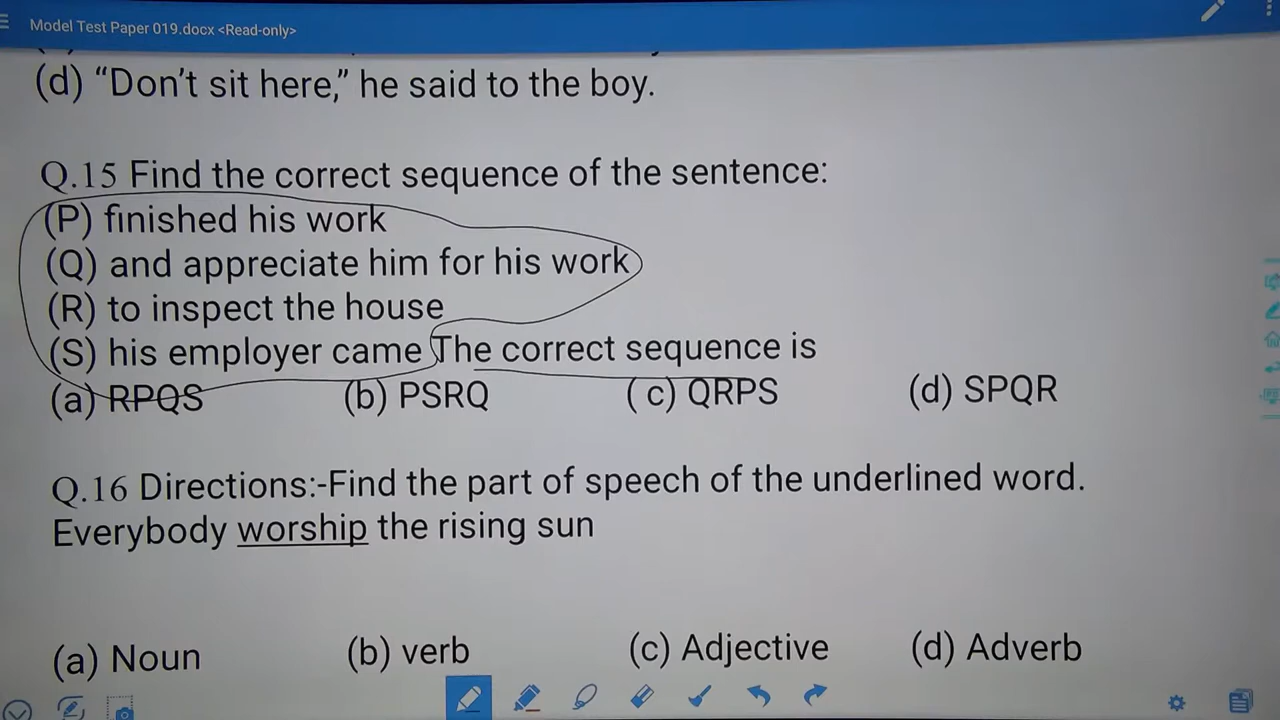 Model Test Paper 019.docx <Read-only>
(d) “Don’t sit here,” he said to the boy.
Q.15 Find the correct sequence of the sentence:
(P) finished his work
(Q) and appreciate him for his work
(R) to inspect the house
(S) his employer came The correct sequence is
(a) RPQS (b) PSRQ ( c) QRPS (d) SPQR
Q.16 Directions:-Find the part of speech of the underlined word.
Everybody worship the rising sun
(a) Noun (b) verb (c) Adjective (d) Adverb